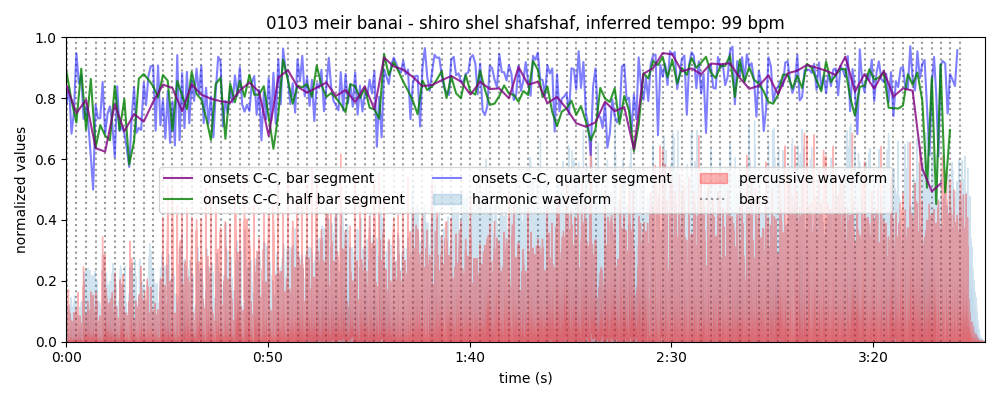 0103 meir banai - shiro shel shafshaf, inferred tempo: 99 bpm
1.0
0.8
0.6
0.4
0.2
0.0
normalized values
onsets C-C, bar segment
onsets C-C, half bar segment
onsets C-C, quarter segment
harmonic waveform
percussive waveform
bars
0:00 0:50 1:40 2:30 3:20
time (s)